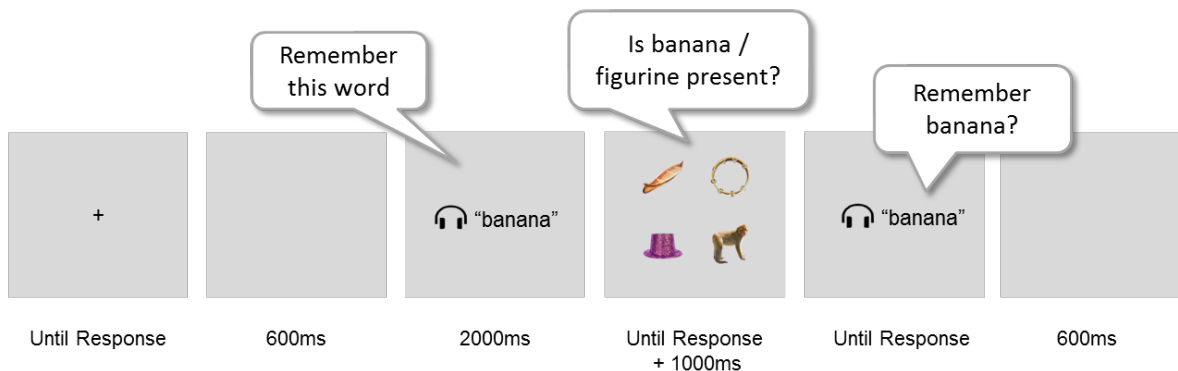 Remember
this word
Is banana /
figurine present?
Remember
banana?
+
“banana”
“banana”
Until Response
600ms
2000ms
Until Response
+ 1000ms
Until Response
600ms